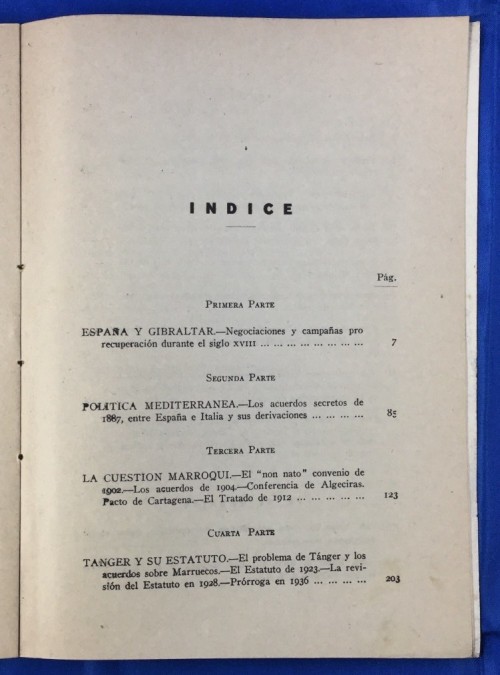 INDICE
Pág.
PRIMERA PARTE
ESPAÑA Y GIBRALTAR.—Negociaciones y campañas pro
recuperación durante el siglo XVIII ... ... ... ... ... ... ... ... 7
SEGUNDA PARTE
POLITICA MEDITERRANEA.—Los acuerdos secretos de
1887, entre España e Italia y sus derivaciones ... ... ... ... 85
TERCERA PARTE
LA CUESTION MARROQUI.—El "non nato" convenio de
1902.—Los acuerdos de 1904.—Conferencia de Algeciras.
Pacto de Cartagena.—El Tratado de 1912 ... ... ... ... ... 123
CUARTA PARTE
TANGER Y SU ESTATUTO.—El problema de Tánger y los
acuerdos sobre Marruecos.—El Estatuto de 1923.—La revi-
sión del Estatuto en 1928.—Prórroga en 1936 ... ... ... ... 203